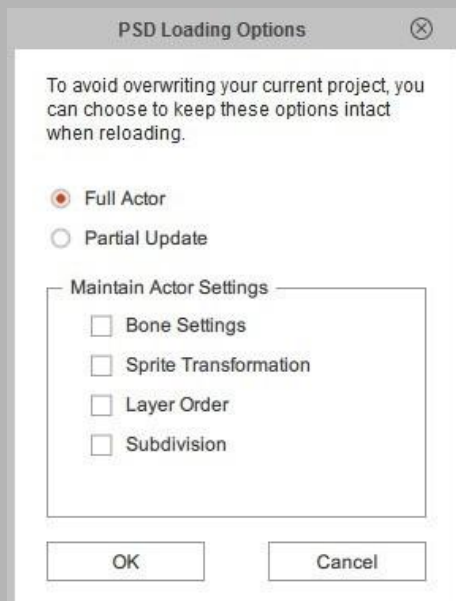 PSD Loading Options
To avoid overwriting your current project, you
can choose to keep these options intact
when reloading.
Full Actor
Partial Update
Maintain Actor Settings
Bone Settings
Sprite Transformation
Layer Order
Subdivision
OK
Cancel